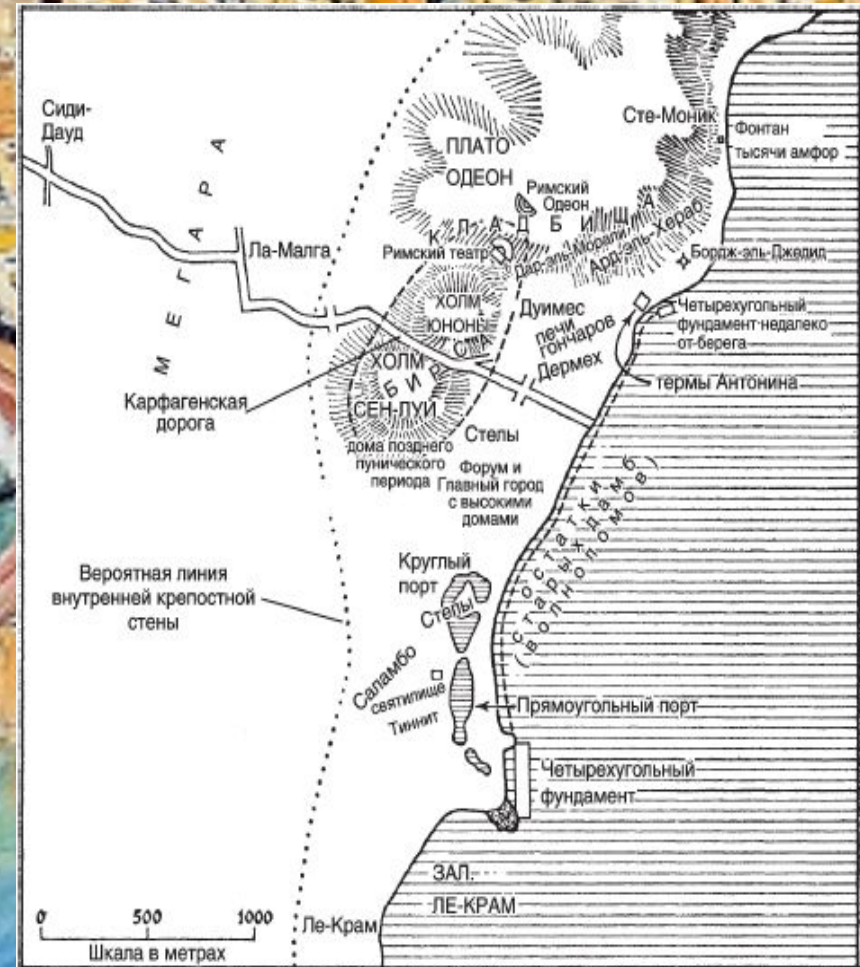 Сиди-
Дауд
МЕГАРА
Ла-Малга
ПЛАТО
ОДЕОН
Римский
Одеон
Сте-Моник
Фонтан
тысячи амфор
КЛАДБИЩА
Римский театр
Дар-эль-Морали
Ард-эль-Хераб
Бордж-эль-Джедид
ХОЛМ
ЮНОНЫ
Дуимес
печи
гончаров
Дермех
Четырехугольный
фундамент недалеко
от берега
термы Антонина
ХОЛМ
БИРСА
СЕН-ЛУИ
Карфагенская
дорога
дома позднего
пунического
периода
Стелы
Форум и
Главный город
с высокими
домами
остатки
старых дамб
(волноломов)
Вероятная линия
внутренней крепостной
стены
Круглый
порт
Стелы
Саламбо
святилище
Тиннит
Прямоугольный порт
Четырехугольный
фундамент
ЗАЛ.
ЛЕ-КРАМ
Ле-Крам
0 500 1000
Шкала в метрах